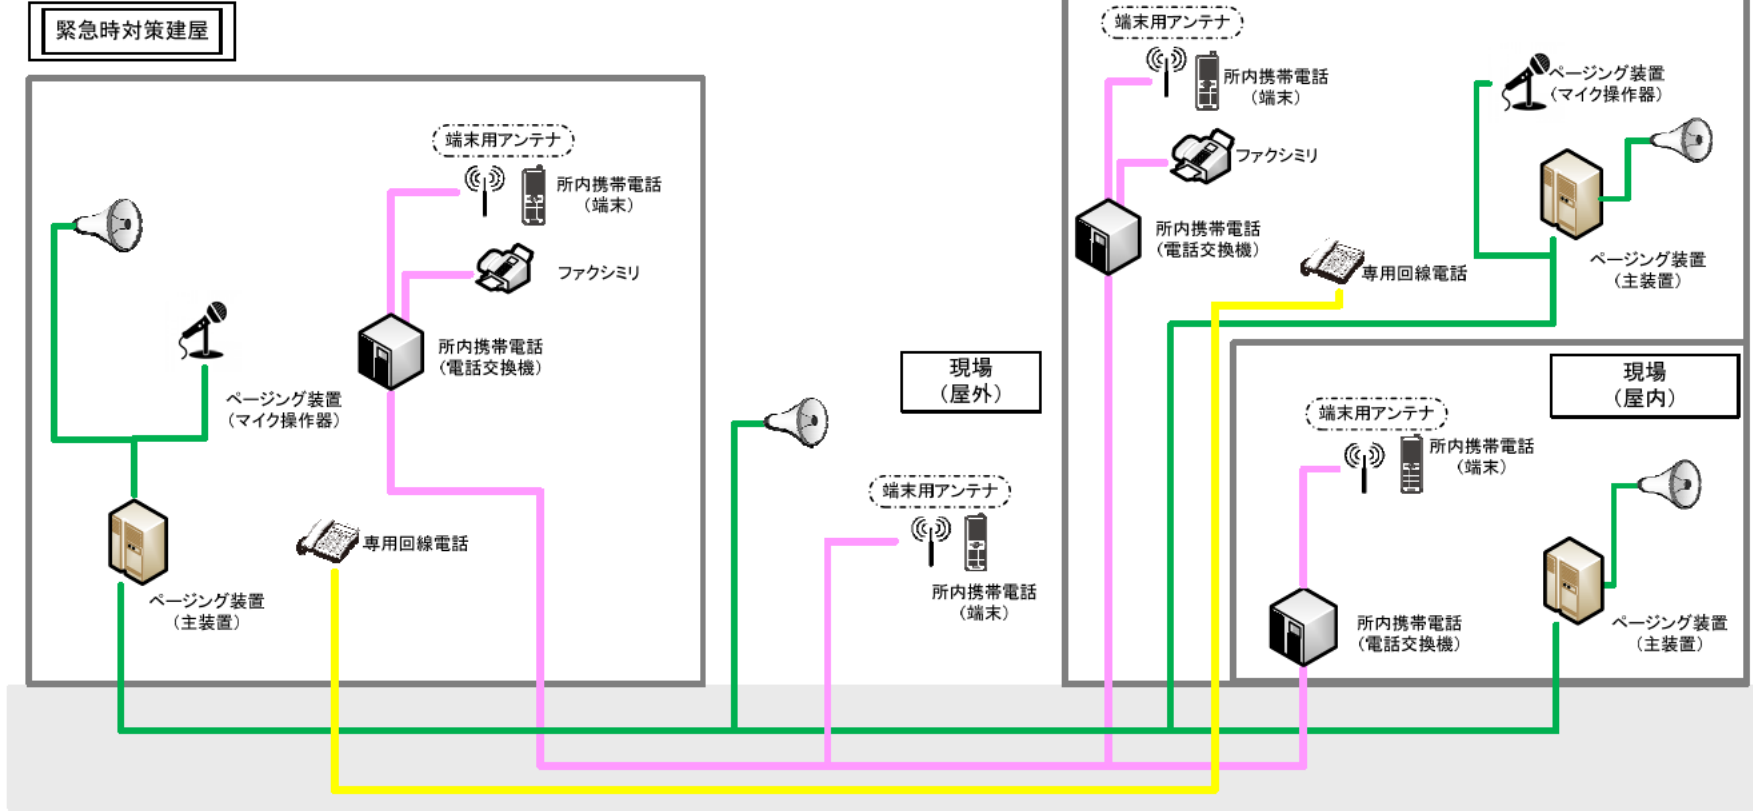 緊急時対策建屋
端末用アンテナ
所内携帯電話
（端末）
ファクシミリ
所内携帯電話
（電話交換機）
ページング装置
（マイク操作器）
専用回線電話
ページング装置
（主装置）
現場
（屋外）
端末用アンテナ
所内携帯電話
（端末）
端末用アンテナ
所内携帯電話
（端末）
ページング装置
（マイク操作器）
ファクシミリ
所内携帯電話
（電話交換機）
専用回線電話
ページング装置
（主装置）
現場
（屋内）
端末用アンテナ
所内携帯電話
（端末）
所内携帯電話
（電話交換機）
ページング装置
（主装置）